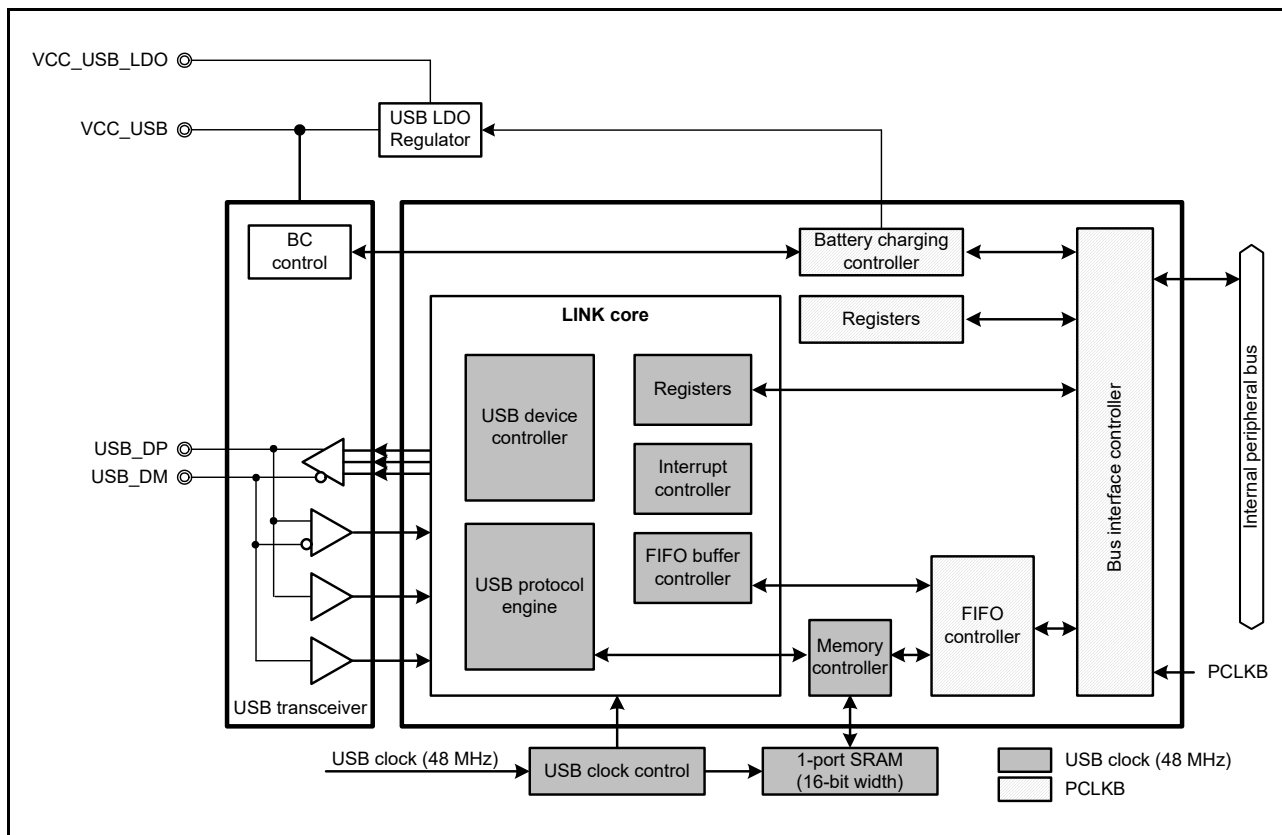 VCC_USB_LDO
VCC_USB
USB LDO
Regulator
BC
control
Battery charging
controller
LINK core
Registers
USB device
controller
Registers
Interrupt
controller
USB_DP
USB_DM
USB protocol
engine
FIFO buffer
controller
Memory
controller
FIFO
controller
Bus interface controller
Internal peripheral bus
PCLKB
USB transceiver
USB clock (48 MHz)
USB clock control
1-port SRAM
(16-bit width)
USB clock (48 MHz)
PCLKB